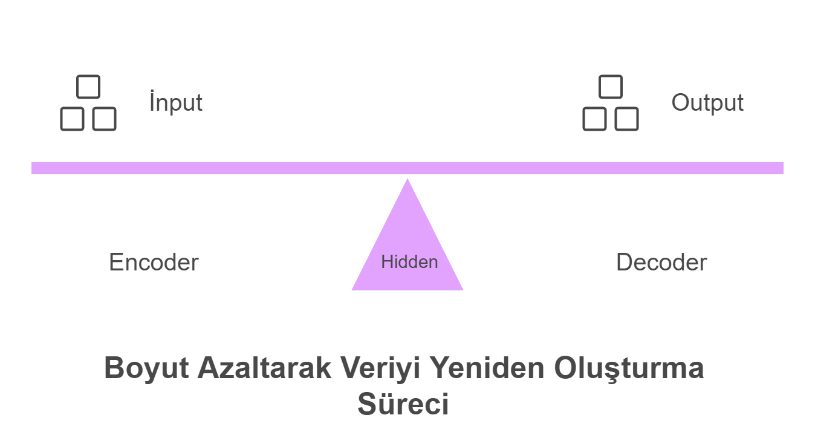 İnput
Output
Encoder
Hidden
Decoder
Boyut Azaltarak Veriyi Yeniden Oluşturma
Süreci